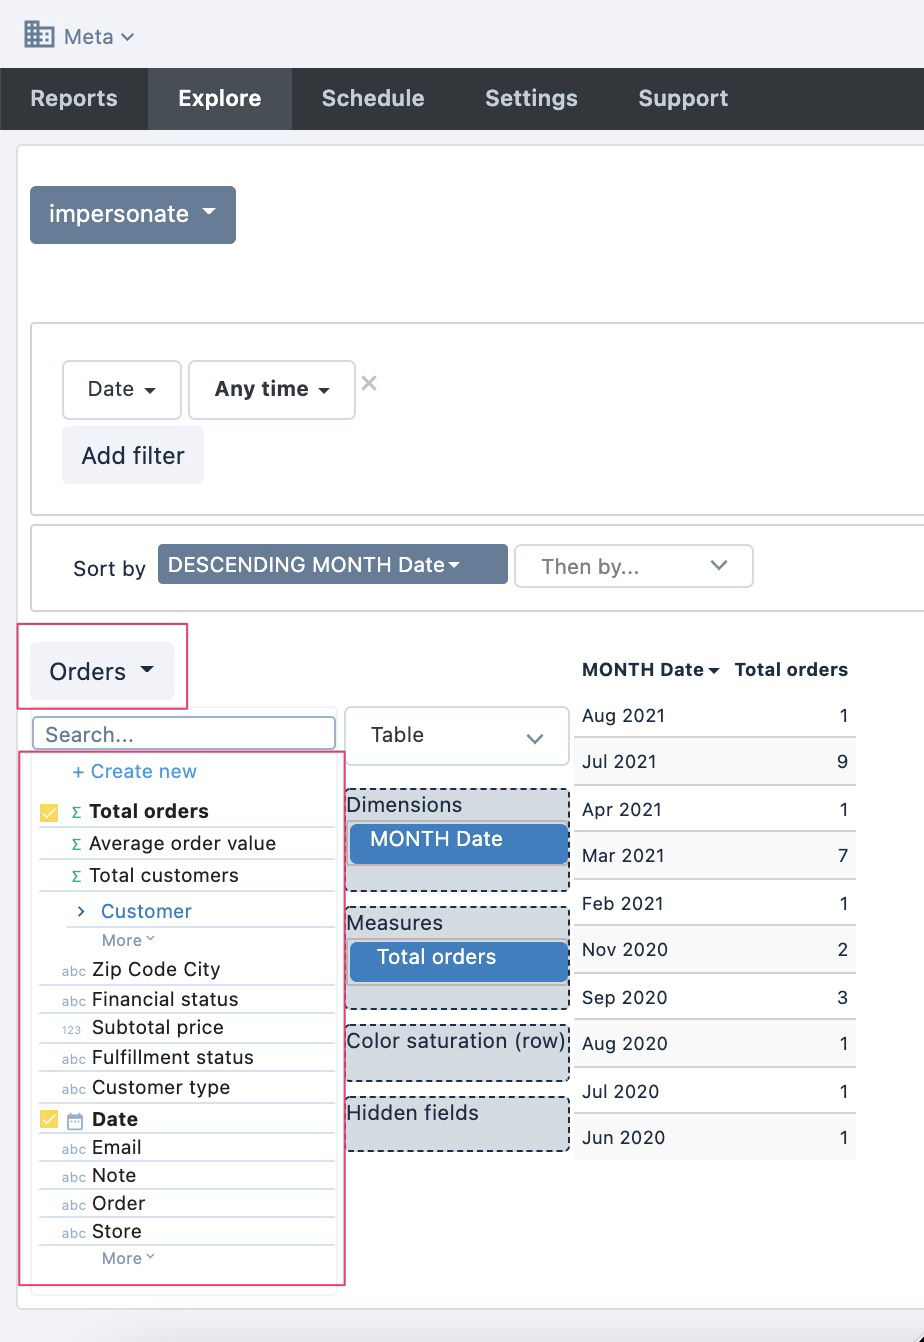 Meta
Reports Explore Schedule Settings Support
impersonate
Date Any time
Add filter
Sort by DESCENDING MONTH Date Then by...
Orders
Search...
+ Create new
Σ Total orders
Σ Average order value
Σ Total customers
Customer
More
abc Zip Code City
abc Financial status
123 Subtotal price
abc Fulfillment status
abc Customer type
Date
abc Email
abc Note
abc Order
abc Store
More
Table
Dimensions
MONTH Date
Measures
Total orders
Color saturation (row)
Hidden fields
MONTH Date Total orders
Aug 2021 1
Jul 2021 9
Apr 2021 1
Mar 2021 7
Feb 2021 1
Nov 2020 2
Sep 2020 3
Aug 2020 1
Jul 2020 1
Jun 2020 1